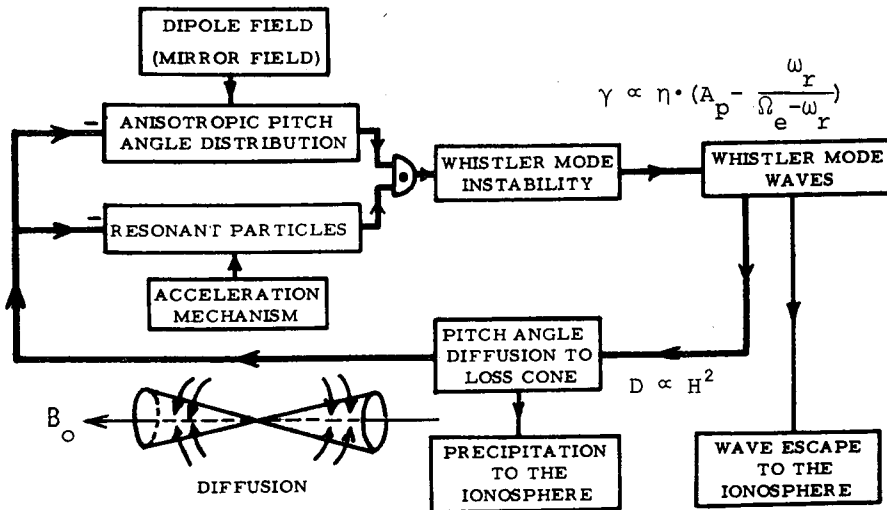 DIPOLE FIELD
(MIRROR FIELD)
γ ∝ η·(A_p - ω_r/(Ω_e-ω_r))
−
ANISOTROPIC PITCH
ANGLE DISTRIBUTION
WHISTLER MODE
INSTABILITY
WHISTLER MODE
WAVES
−
RESONANT PARTICLES
ACCELERATION
MECHANISM
PITCH ANGLE
DIFFUSION TO
LOSS CONE
D ∝ H²
B_o
DIFFUSION
PRECIPITATION
TO THE
IONOSPHERE
WAVE ESCAPE
TO THE
IONOSPHERE